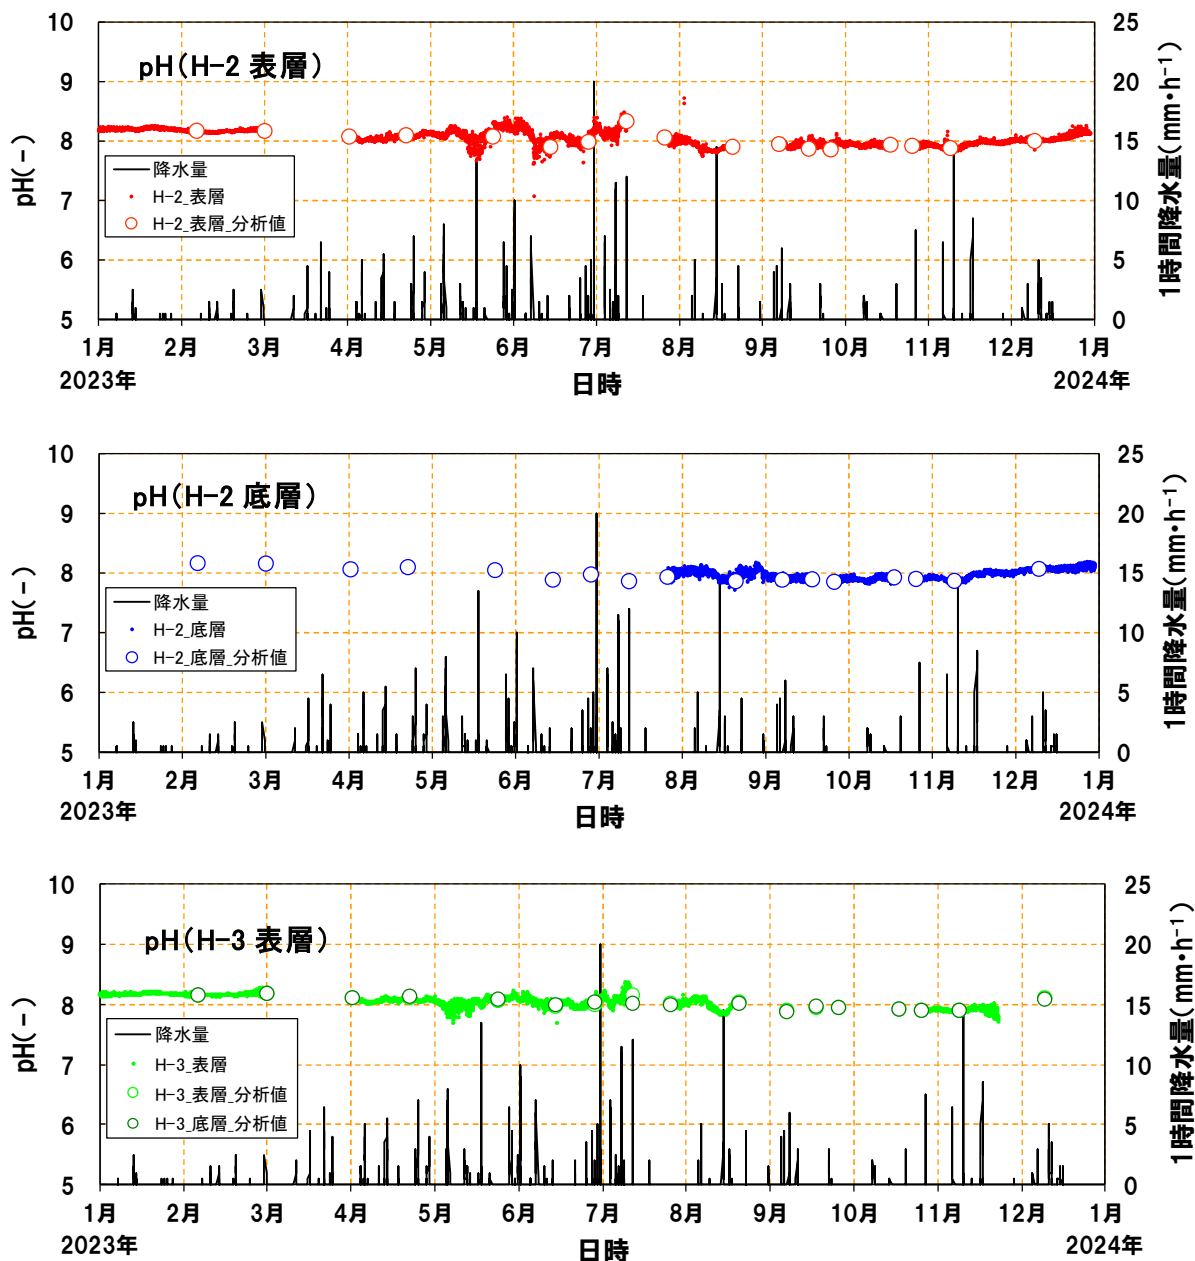 pH(H-2 表層)
10
9
8
7
6
5
pH(-)
降水量
H-2_表層
H-2_表層_分析値
25
20
15
10
5
0
1時間降水量(mm・h⁻¹)
1月 2月 3月 4月 5月 6月 7月 8月 9月 10月 11月 12月 1月
2023年 日時 2024年
pH(H-2 底層)
10
9
8
7
6
5
pH(-)
降水量
H-2_底層
H-2_底層_分析値
25
20
15
10
5
0
1時間降水量(mm・h⁻¹)
1月 2月 3月 4月 5月 6月 7月 8月 9月 10月 11月 12月 1月
2023年 日時 2024年
pH(H-3 表層)
10
9
8
7
6
5
pH(-)
降水量
H-3_表層
H-3_表層_分析値
H-3_底層_分析値
25
20
15
10
5
0
1時間降水量(mm・h⁻¹)
1月 2月 3月 4月 5月 6月 7月 8月 9月 10月 11月 12月 1月
2023年 日時 2024年